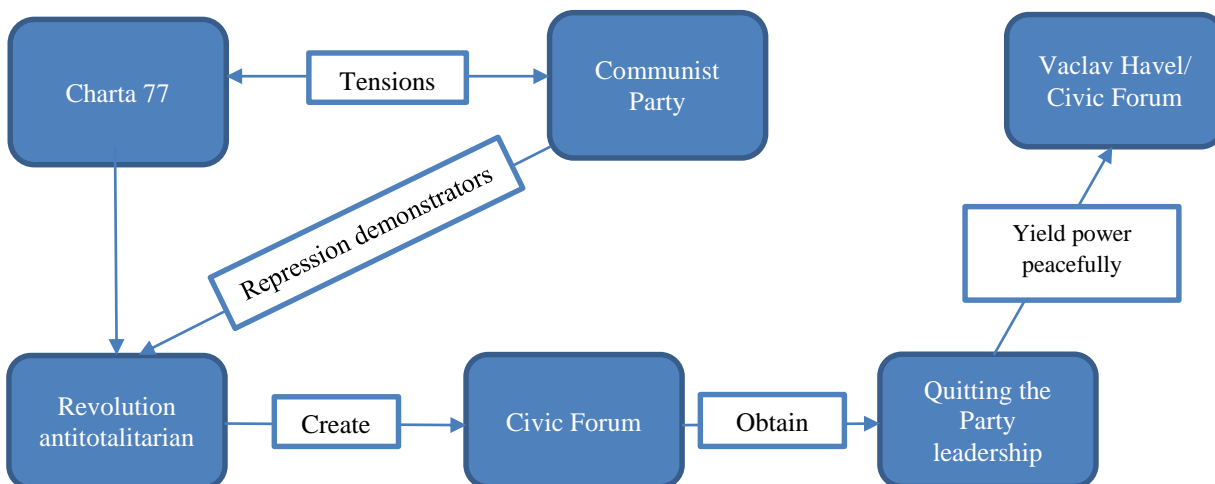 Charta 77
Tensions
Communist
Party
Vaclav Havel/
Civic Forum
Repression demonstrators
Yield power
peacefully
Revolution
antitotalitarian
Create
Civic Forum
Obtain
Quitting the
Party
leadership